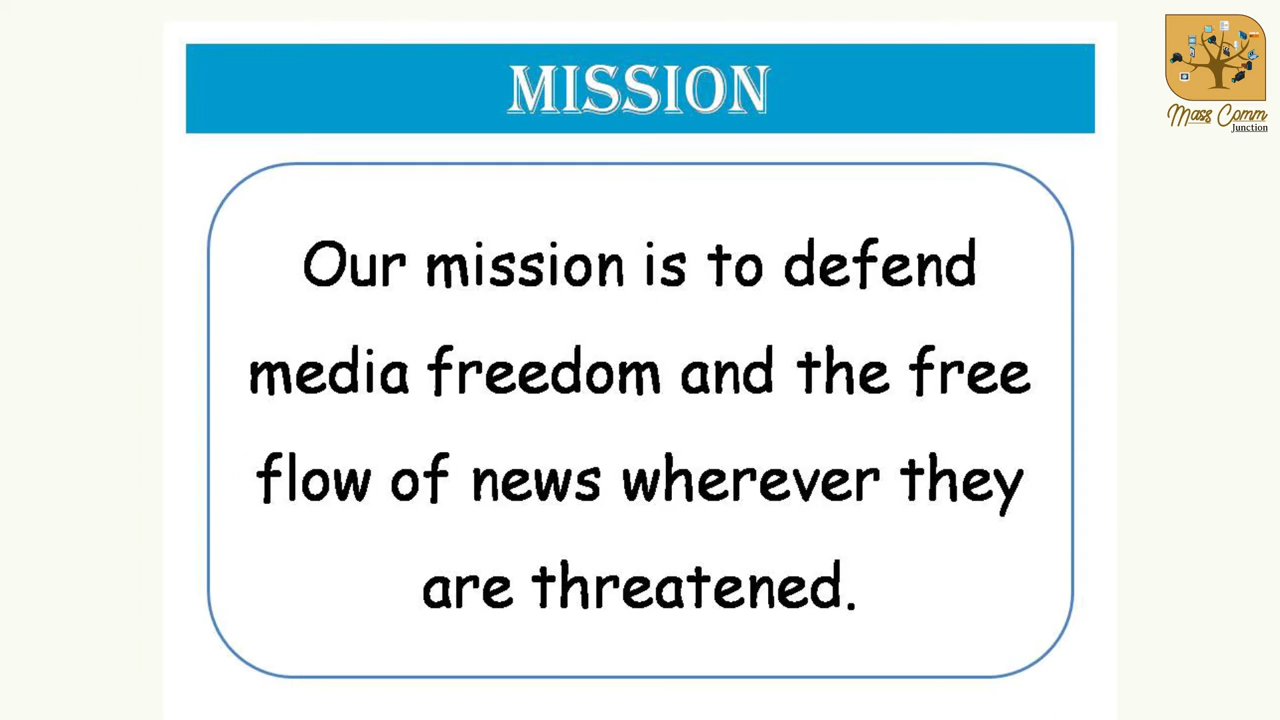 MISSION
Our mission is to defend
media freedom and the free
flow of news wherever they
are threatened.
Mass Comm
Junction